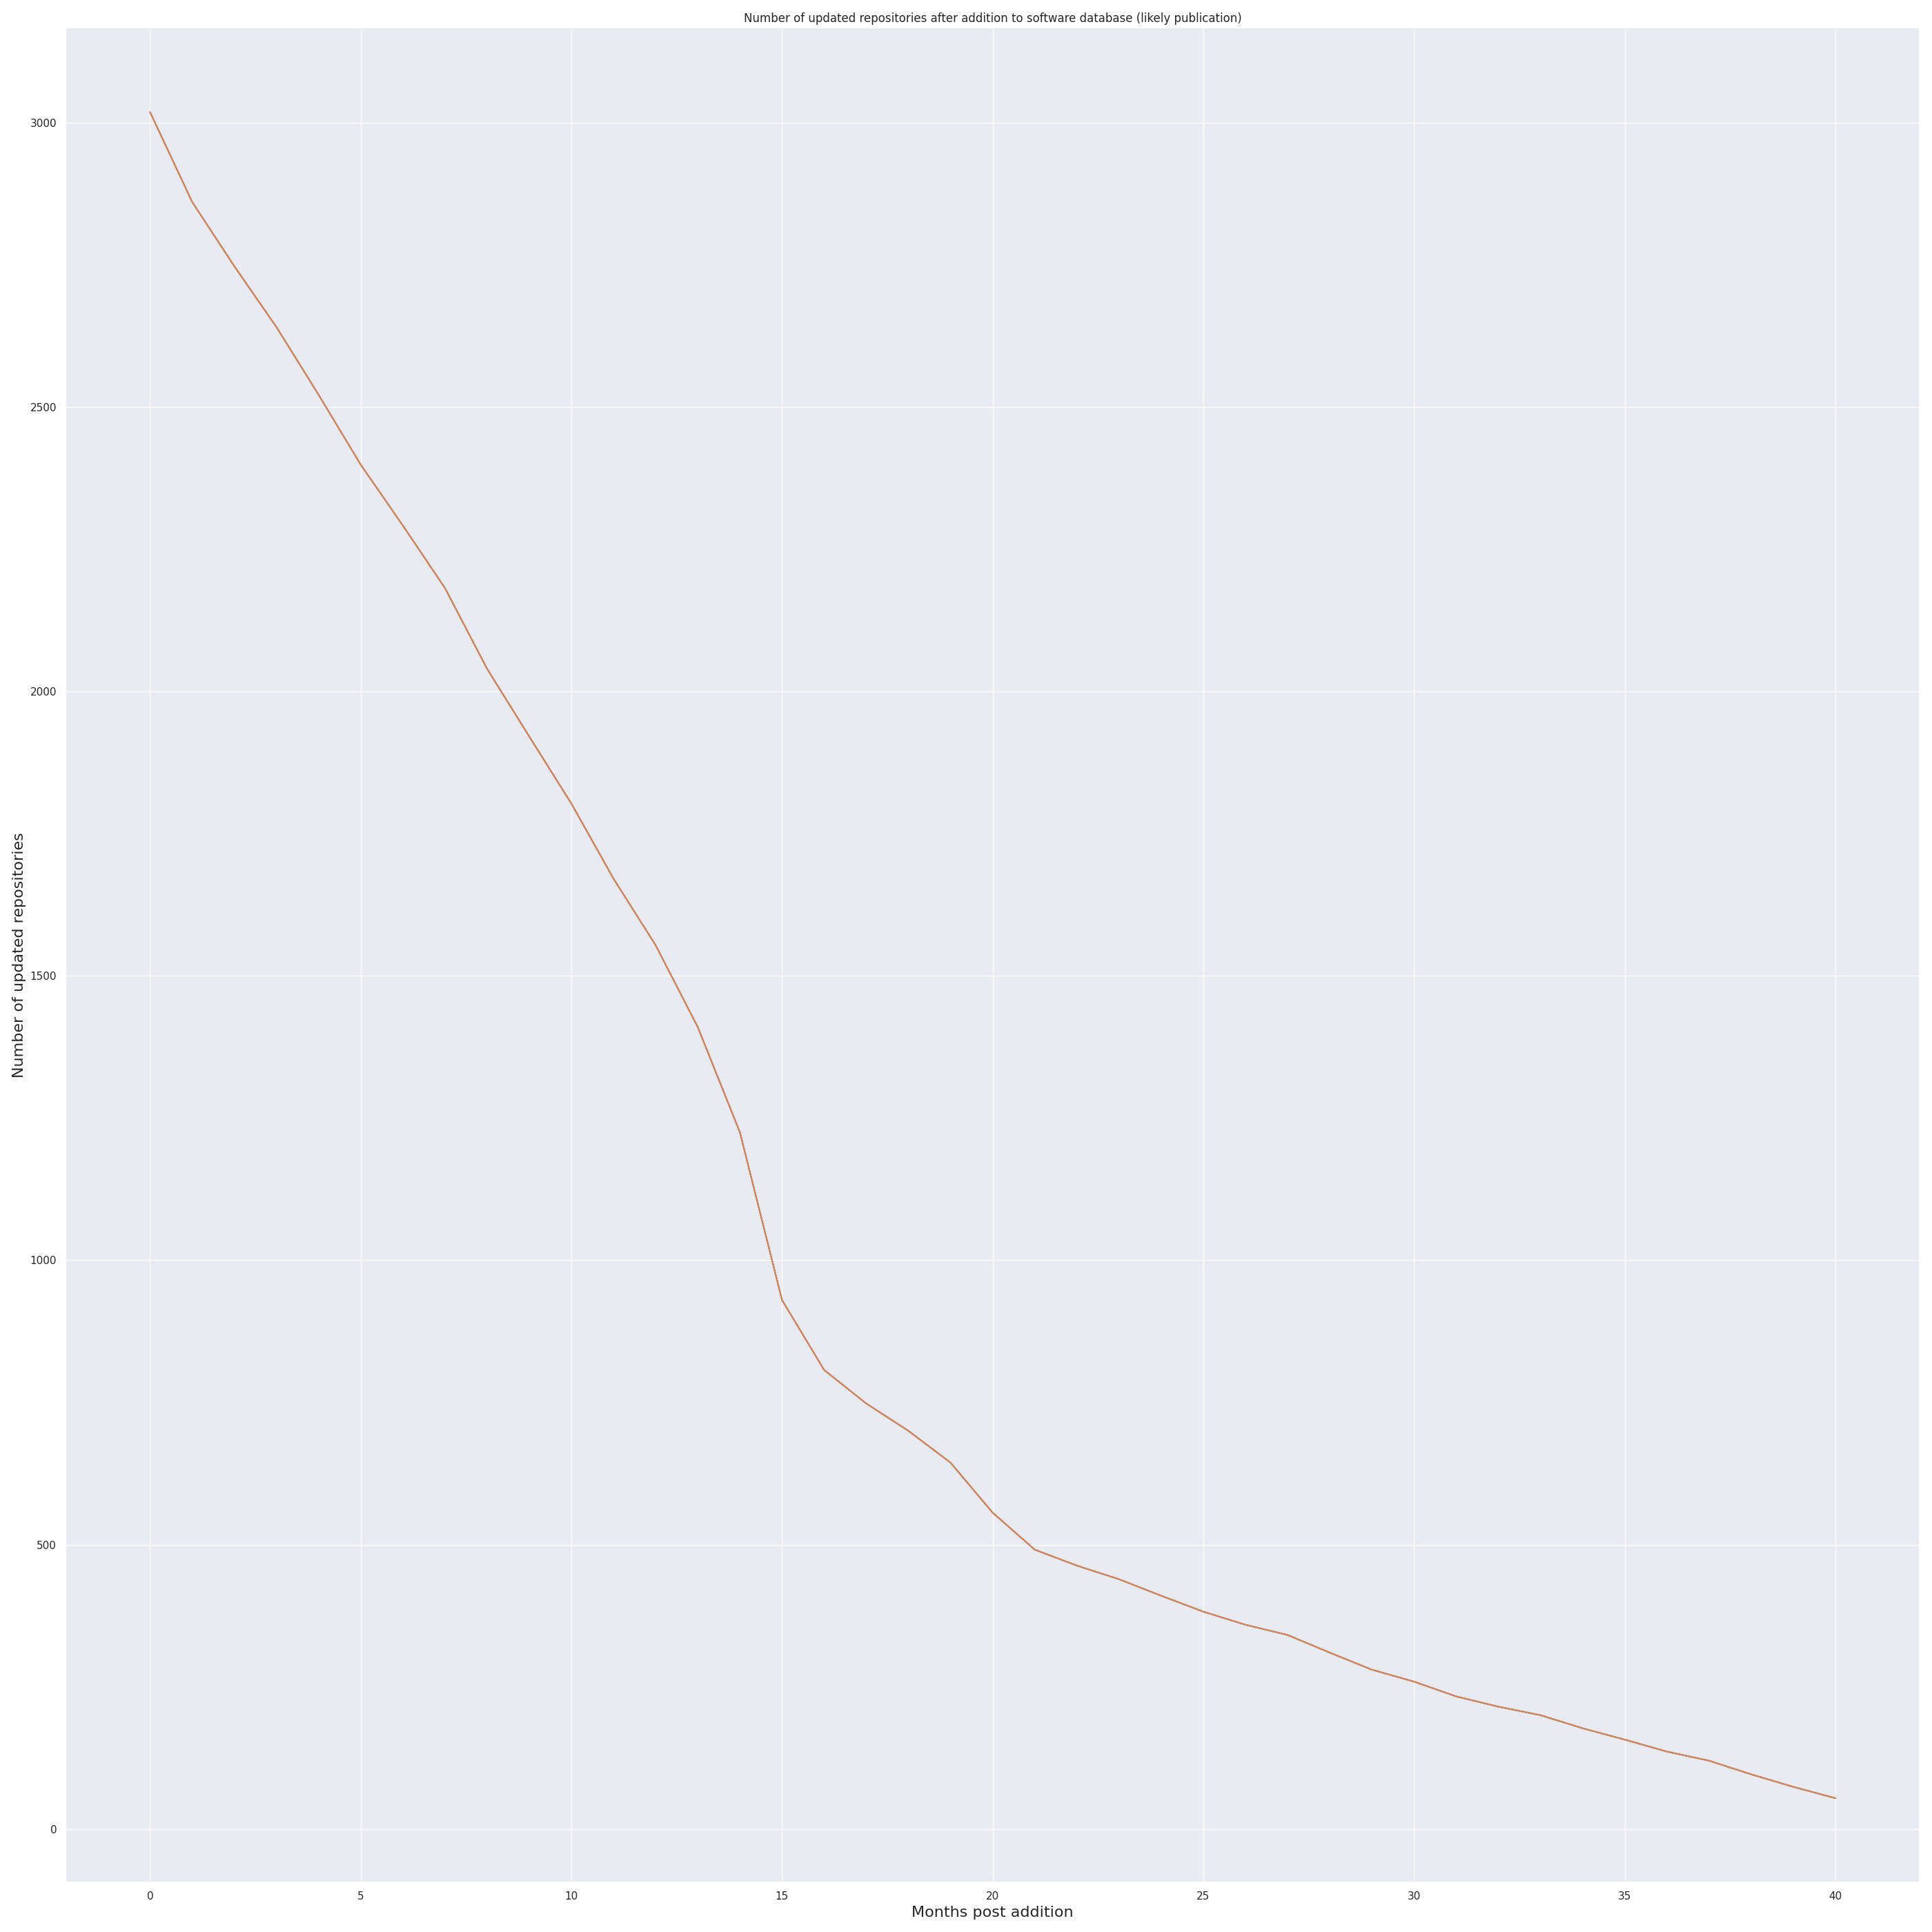 Number of updated repositories after addition to software database (likely publication)
Number of updated repositories
3000
2500
2000
1500
1000
500
0
0 5 10 15 20 25 30 35 40
Months post addition